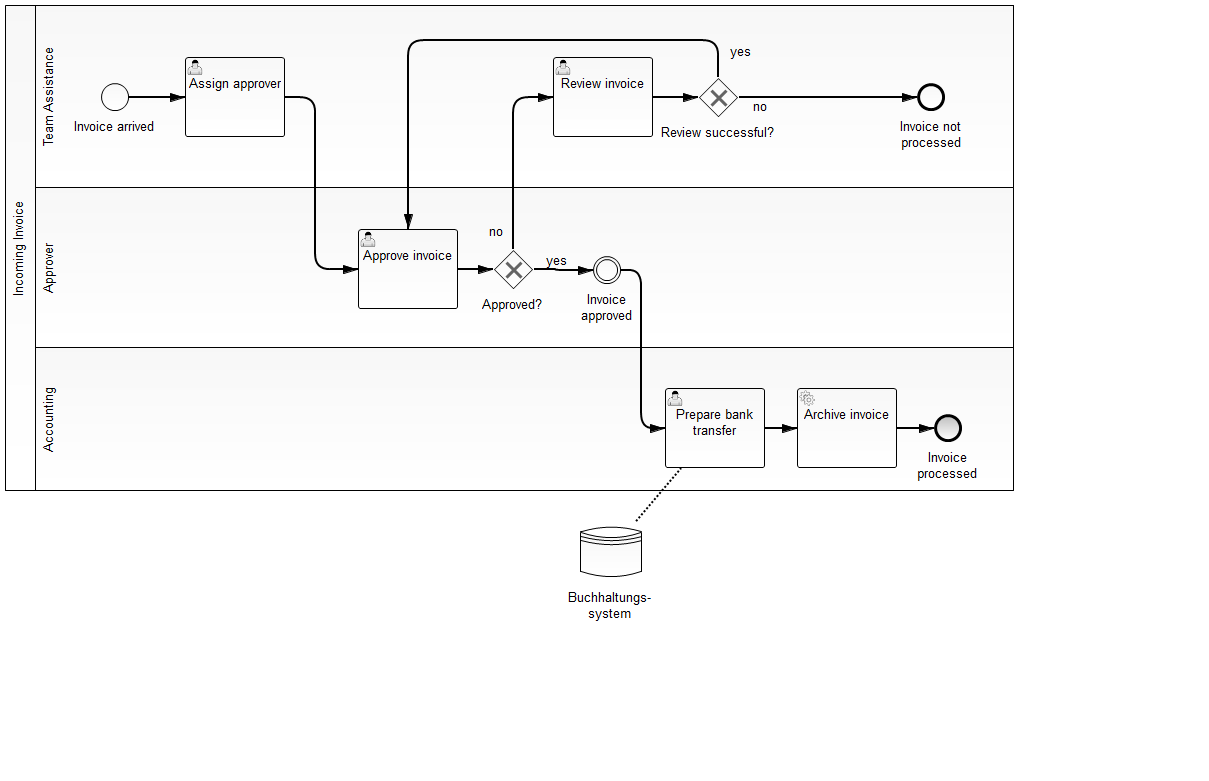 Incoming Invoice
Team Assistance
Invoice arrived
Assign approver
Review invoice
yes
no
Review successful?
Invoice not
processed
Approver
Approve invoice
no
yes
Approved?
Invoice
approved
Accounting
Prepare bank
transfer
Archive invoice
Invoice
processed
Buchhaltungs-
system